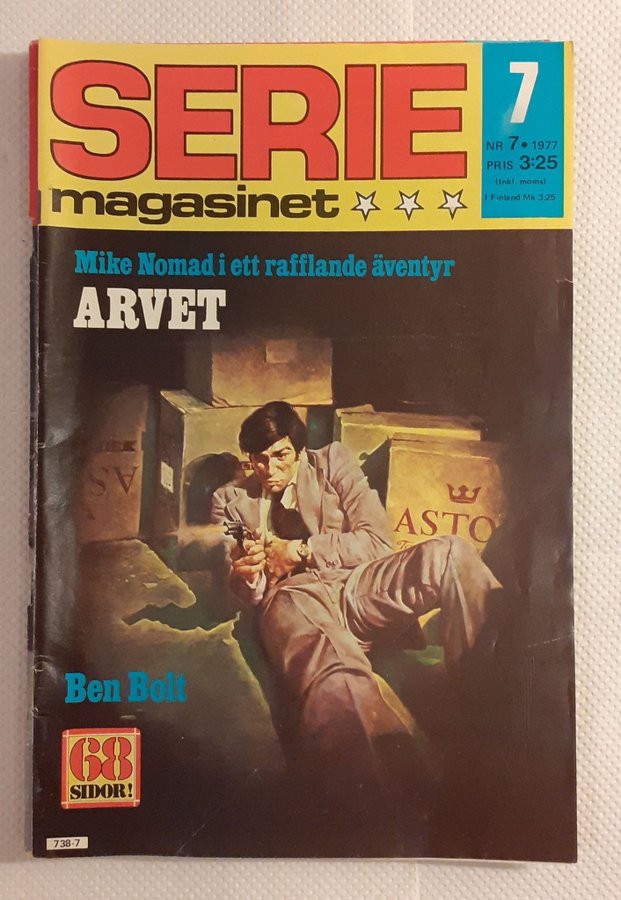 SERIE
magasinet
7
NR 7 • 1977
PRIS 3:25
(Inkl. moms)
I Finland Mk 3:25
Mike Nomad i ett rafflande äventyr
ARVET
ASTO
Ben Bolt
68
SIDOR!
738-7